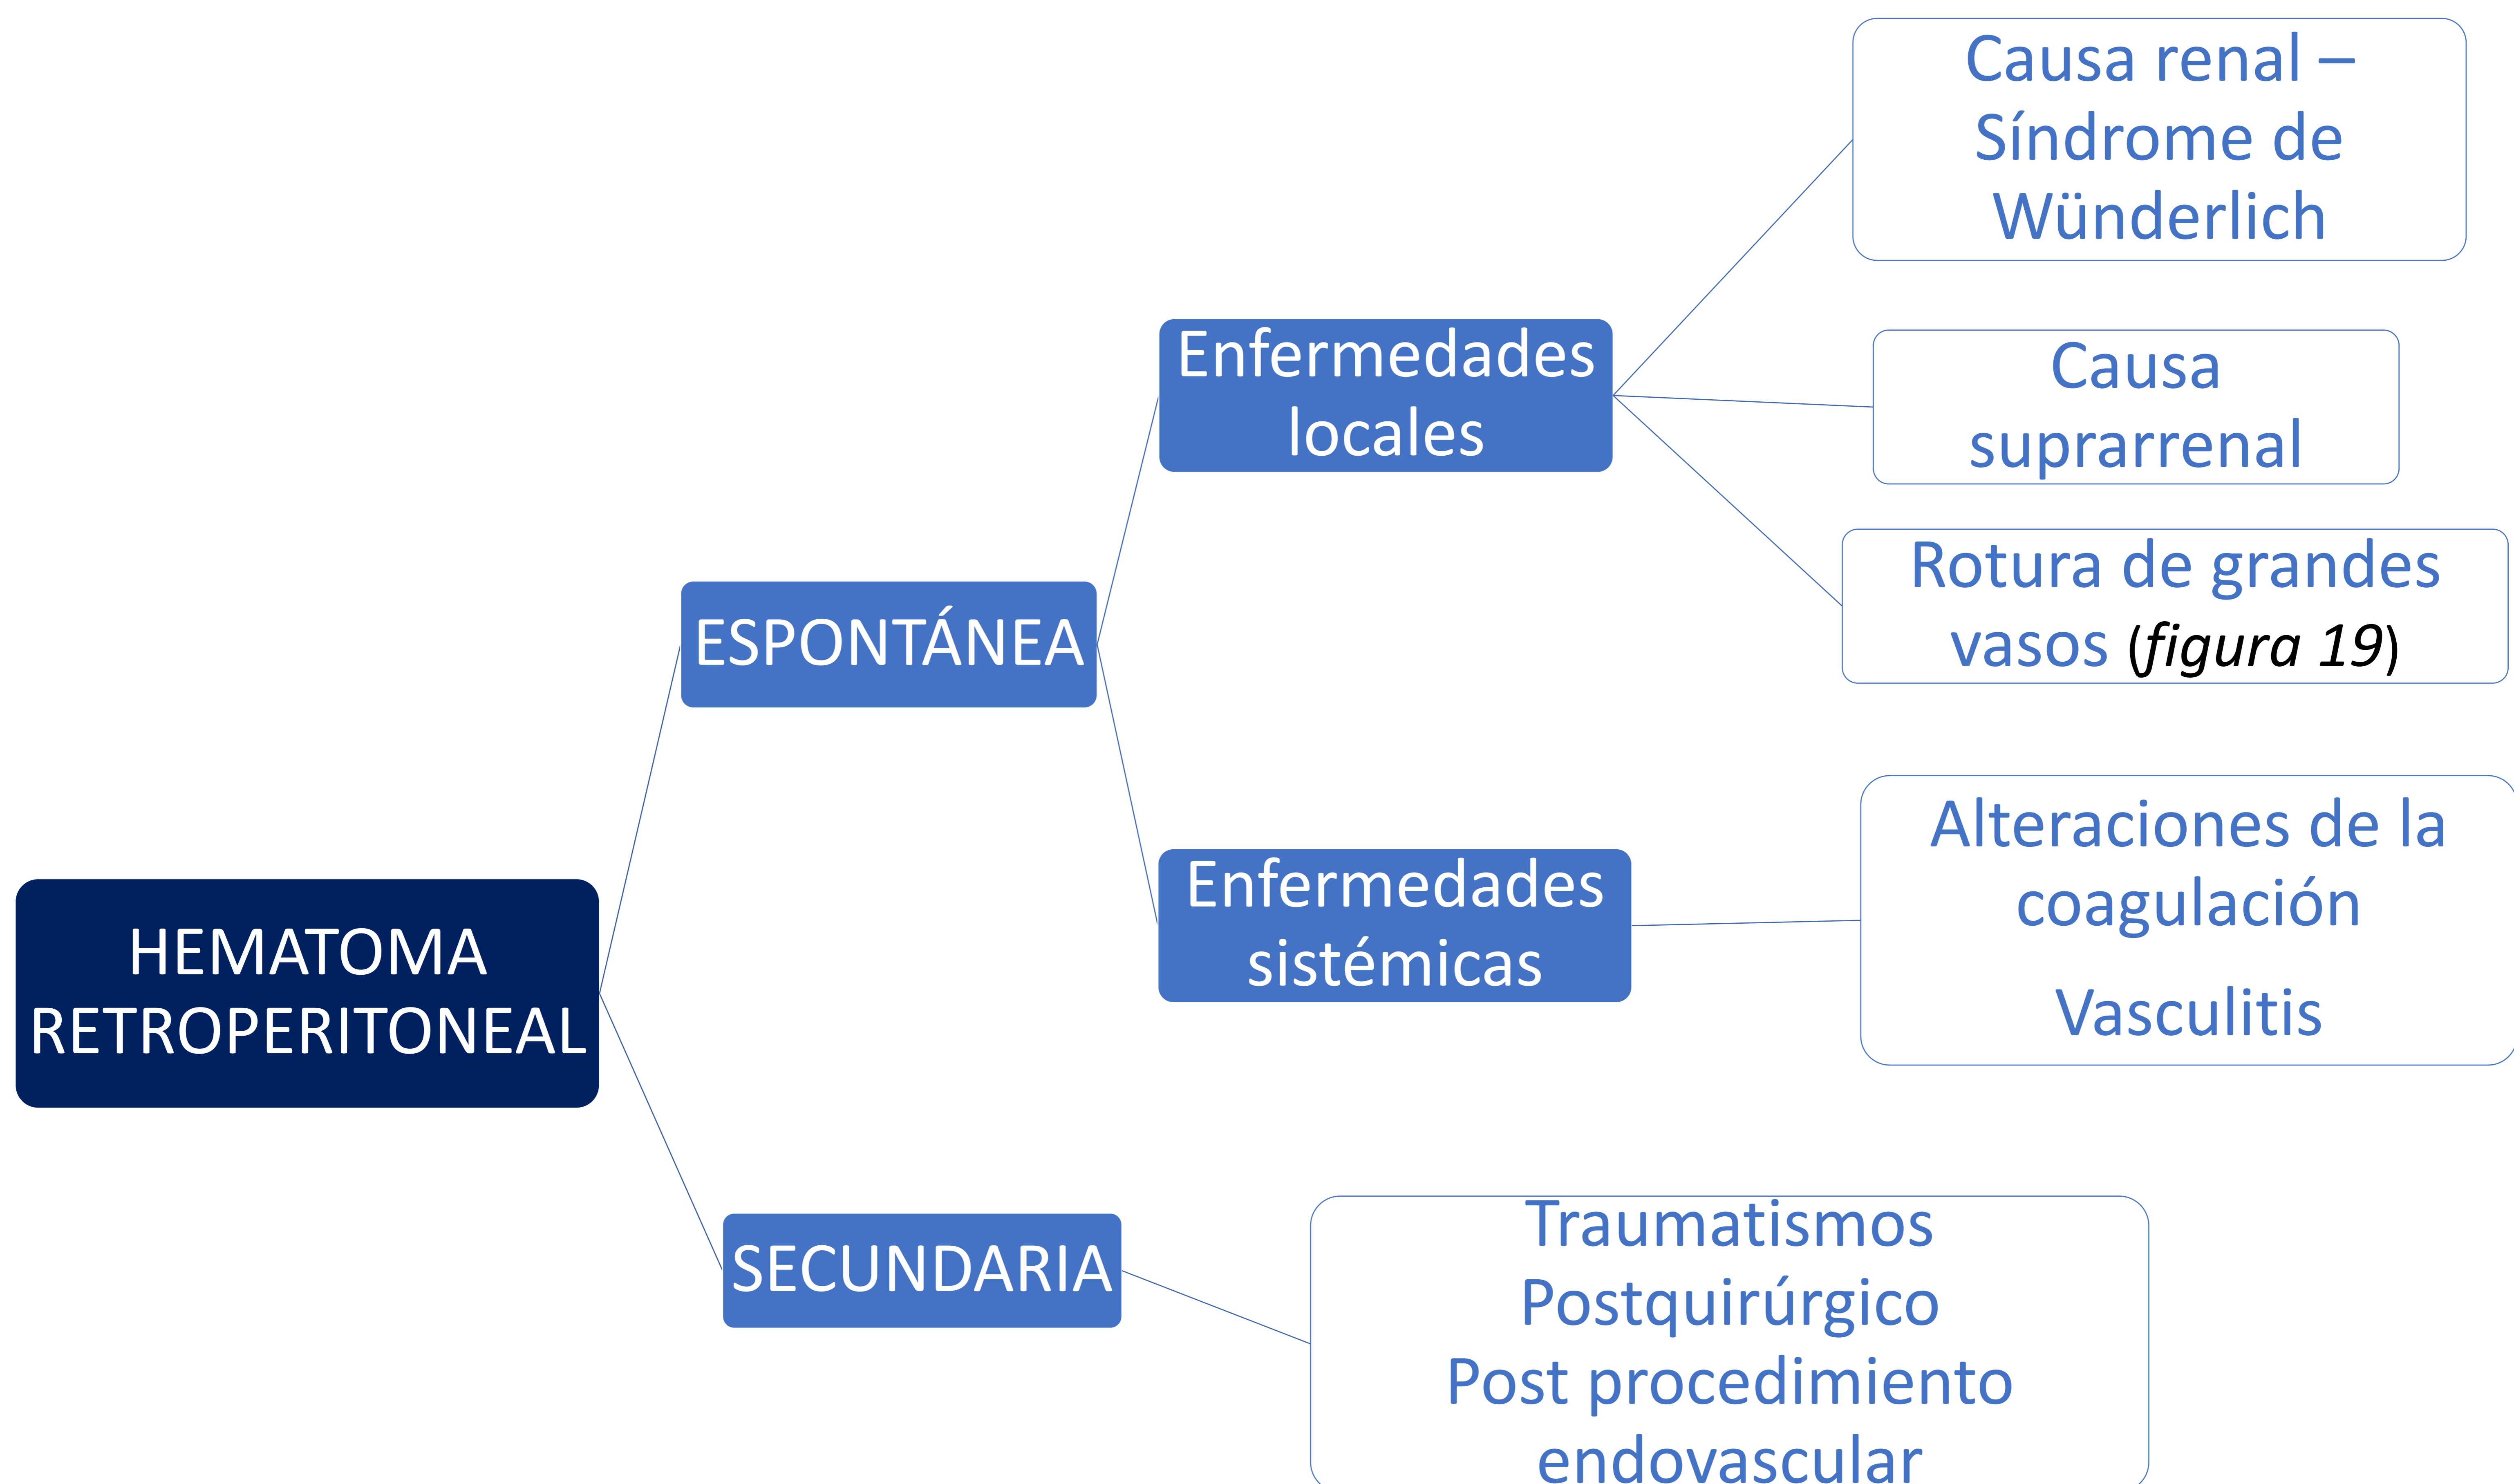 HEMATOMA
RETROPERITONEAL
ESPONTÁNEA
Enfermedades
locales
Causa renal –
Síndrome de
Wünderlich
Causa
suprarrenal
Rotura de grandes
vasos (figura 19)
Enfermedades
sistémicas
Alteraciones de la
coagulación
Vasculitis
SECUNDARIA
Traumatismos
Postquirúrgico
Post procedimiento
endovascular